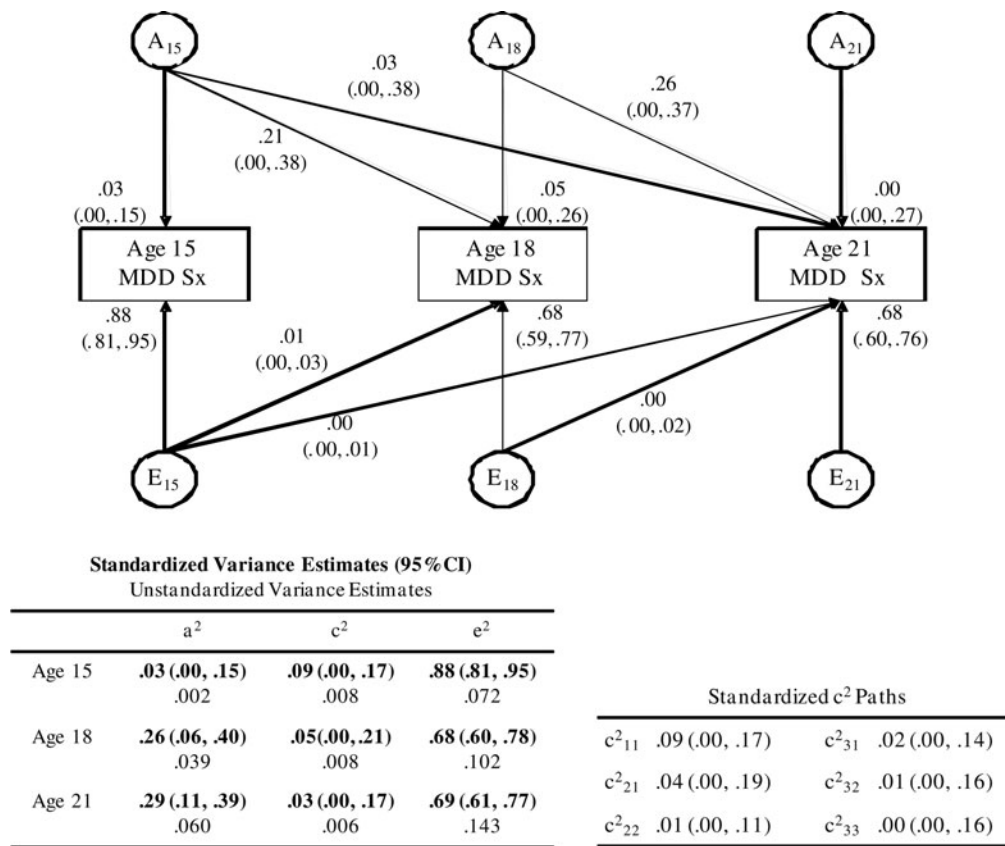 A15 A18 A21
.03
(.00, .38)
.26
(.00, .37)
.21
(.00, .38)
.03
(.00, .15)
.05
(.00, .26)
.00
(.00, .27)
Age 15
MDD Sx
Age 18
MDD Sx
Age 21
MDD Sx
.88
(.81, .95)
.01
(.00, .03)
.68
(.59, .77)
.68
(.60, .76)
.00
(.00, .01)
.00
(.00, .02)
E15 E18 E21
Standardized Variance Estimates (95%CI)
Unstandardized Variance Estimates
a² c² e²
Age 15 .03 (.00, .15) .09 (.00, .17) .88 (.81, .95)
.002 .008 .072
Age 18 .26 (.06, .40) .05(.00, .21) .68 (.60, .78)
.039 .008 .102
Age 21 .29 (.11, .39) .03 (.00, .17) .69 (.61, .77)
.060 .006 .143
Standardized c² Paths
c²11 .09 (.00, .17) c²31 .02 (.00, .14)
c²21 .04 (.00, .19) c²32 .01 (.00, .16)
c²22 .01 (.00, .11) c²33 .00 (.00, .16)